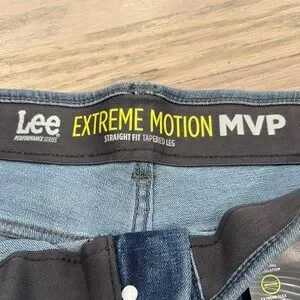 Lee EXTREME MOTION MVP
PERFORMANCE SERIES STRAIGHT FIT TAPERED LEG